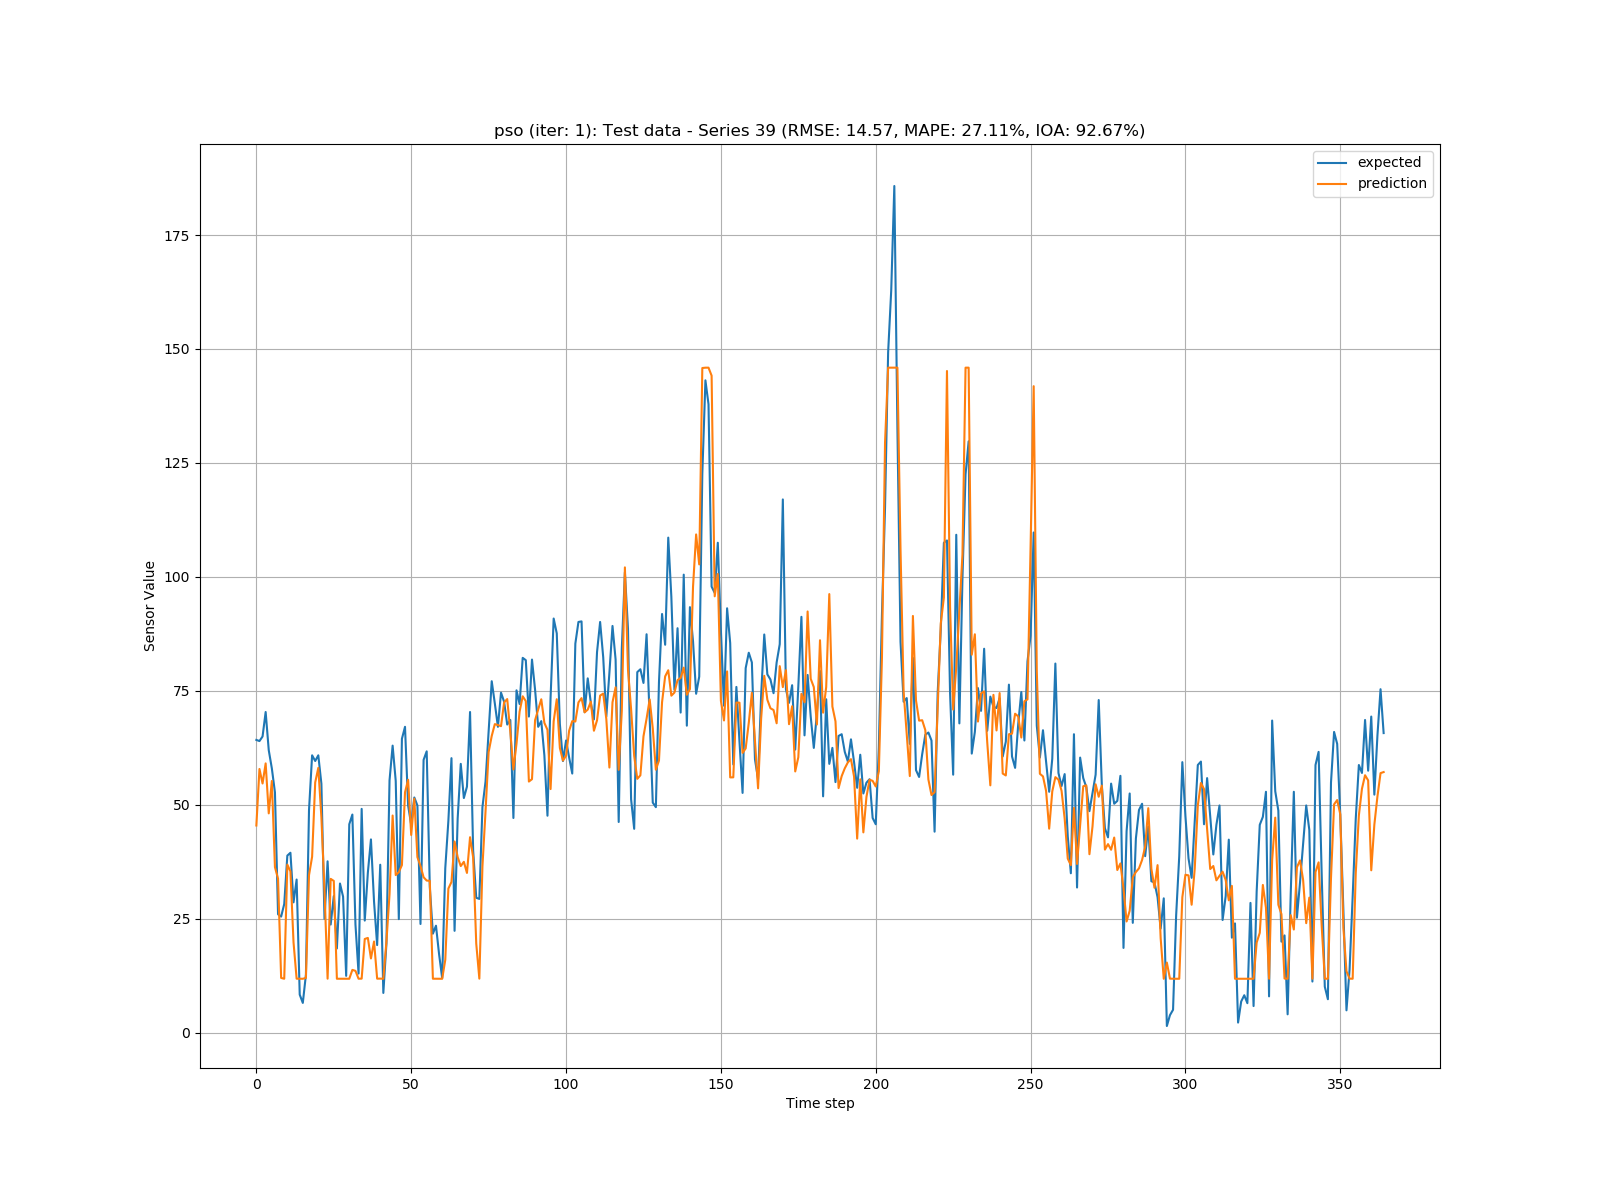 pso (iter: 1): Test data - Series 39 (RMSE: 14.57, MAPE: 27.11%, IOA: 92.67%)
expected
prediction
175
150
125
100
75
50
25
0
Sensor Value
0 50 100 150 200 250 300 350
Time step